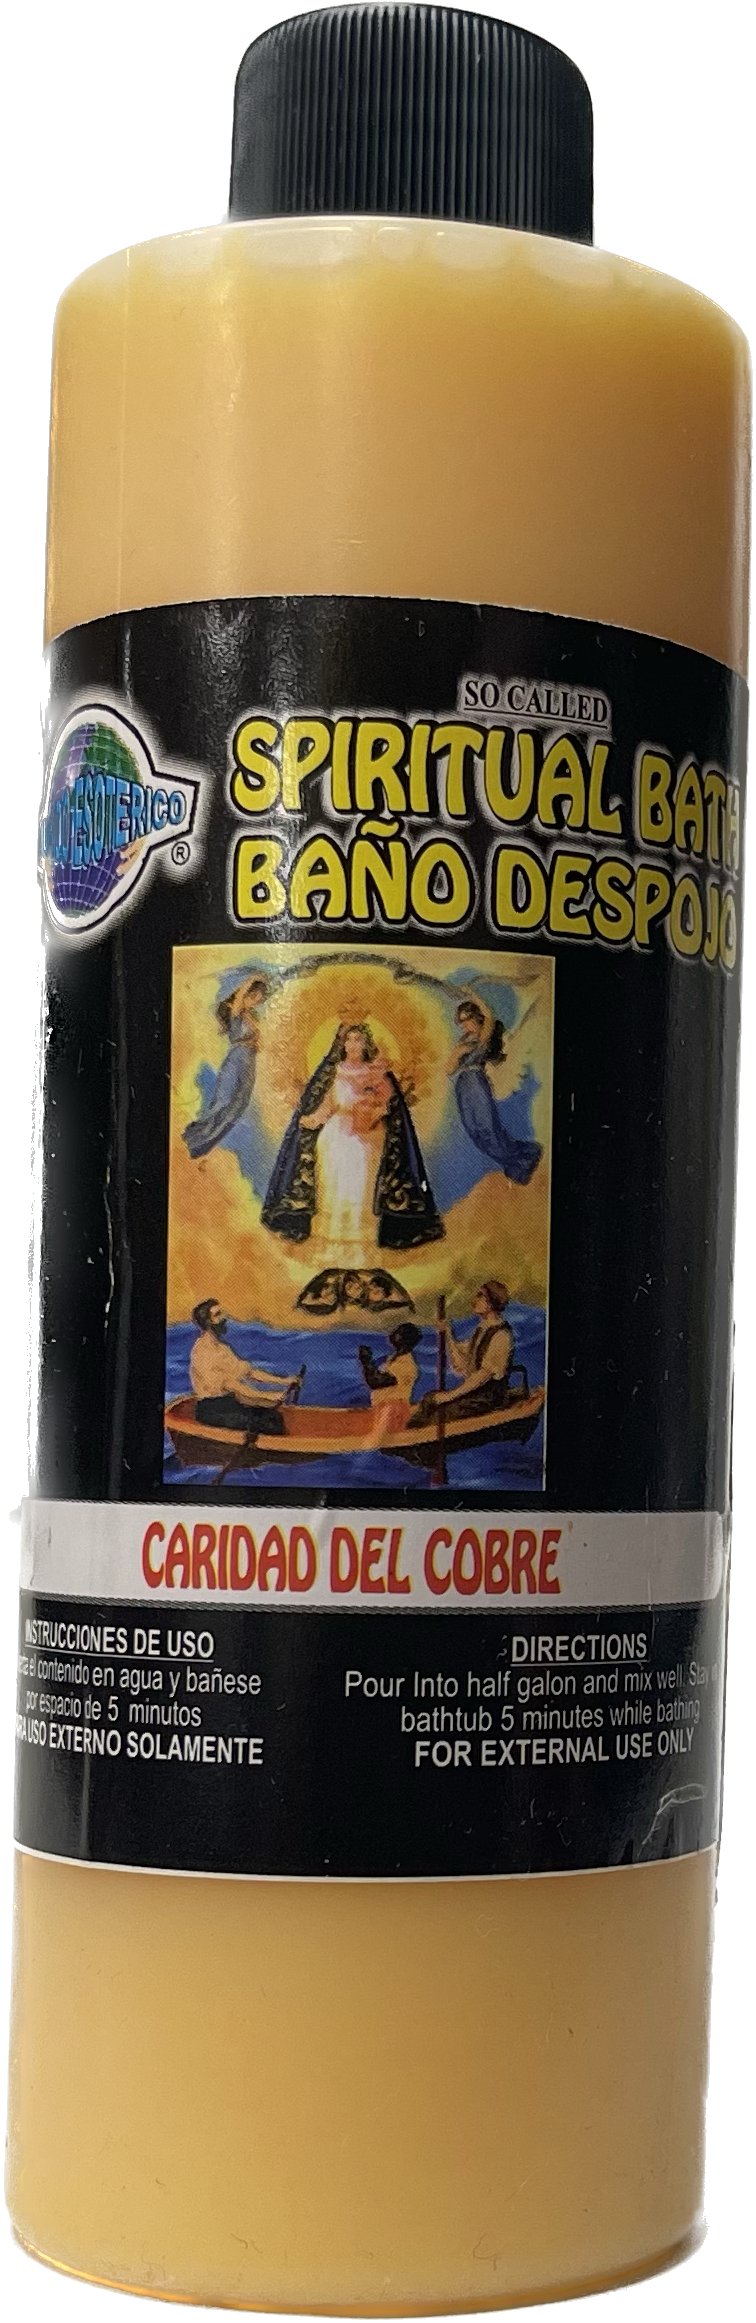 SO CALLED
SPIRITUAL BATH
BAÑO DESPOJO
ESOTERICO
®
CARIDAD DEL COBRE
INSTRUCCIONES DE USO
el contenido en agua y bañese
por espacio de 5 minutos
USO EXTERNO SOLAMENTE
DIRECTIONS
Pour Into half galon and mix well. Stay
bathtub 5 minutes while bathing
FOR EXTERNAL USE ONLY